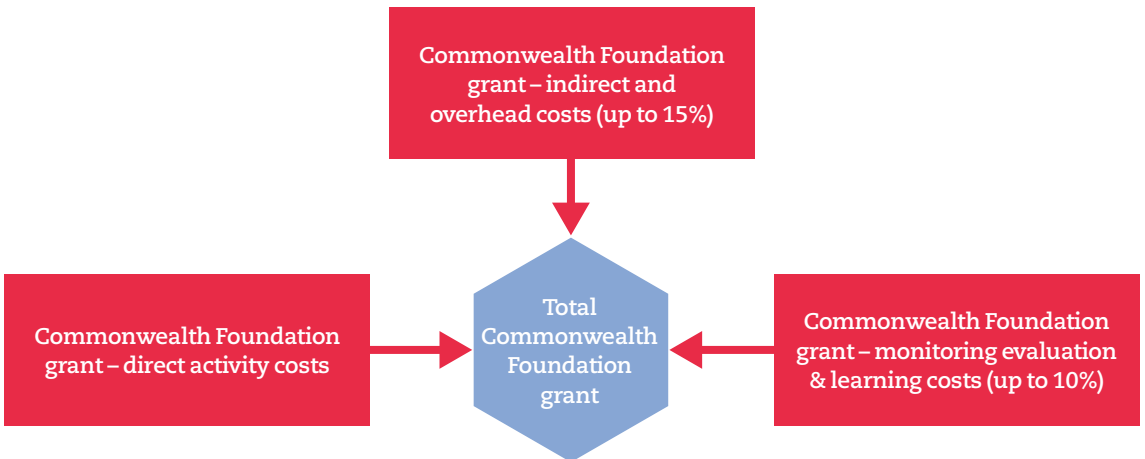 Commonwealth Foundation
grant – indirect and
overhead costs (up to 15%)
Commonwealth Foundation
grant – direct activity costs
Total
Commonwealth
Foundation
grant
Commonwealth Foundation
grant – monitoring evaluation
& learning costs (up to 10%)